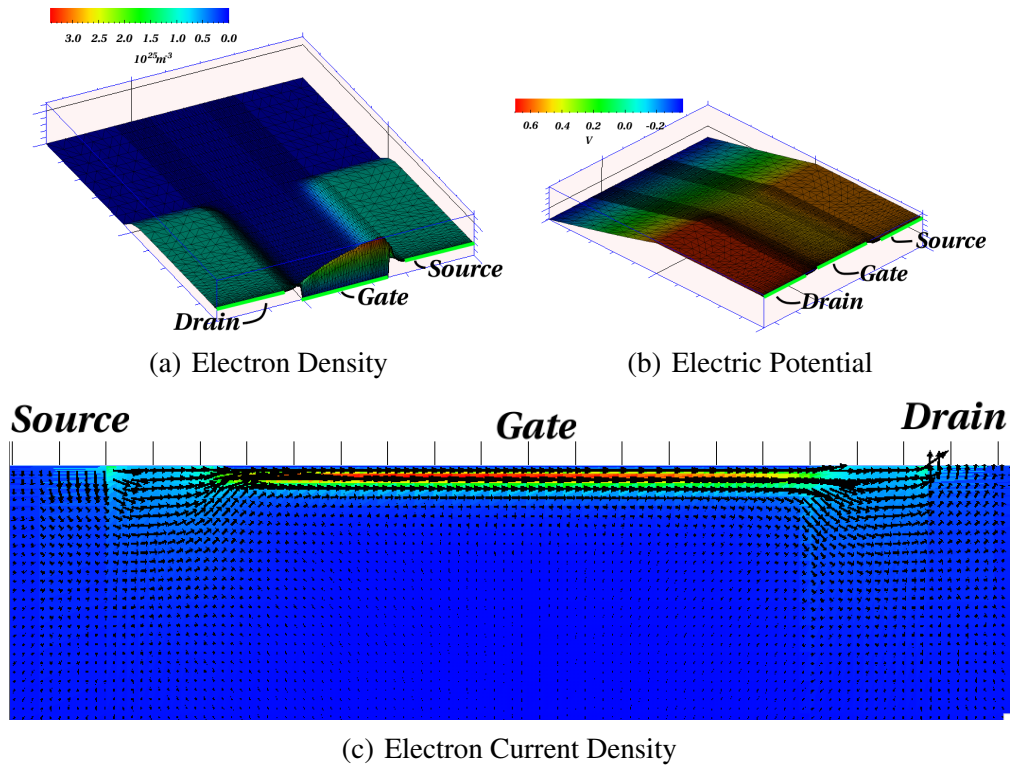 3.0 2.5 2.0 1.5 1.0 0.5 0.0
10²⁵m⁻³
Source
Gate
Drain
(a) Electron Density
0.6 0.4 0.2 0.0 -0.2
V
Source
Gate
Drain
(b) Electric Potential
Source Gate Drain
(c) Electron Current Density